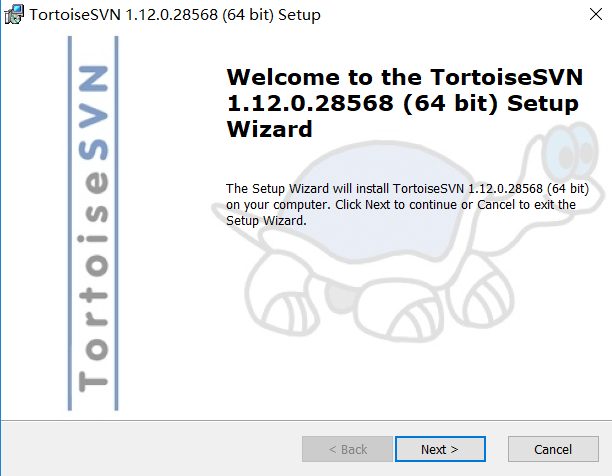 TortoiseSVN 1.12.0.28568 (64 bit) Setup
TortoiseSVN
Welcome to the TortoiseSVN
1.12.0.28568 (64 bit) Setup
Wizard
The Setup Wizard will install TortoiseSVN 1.12.0.28568 (64 bit)
on your computer. Click Next to continue or Cancel to exit the
Setup Wizard.
< Back
Next >
Cancel